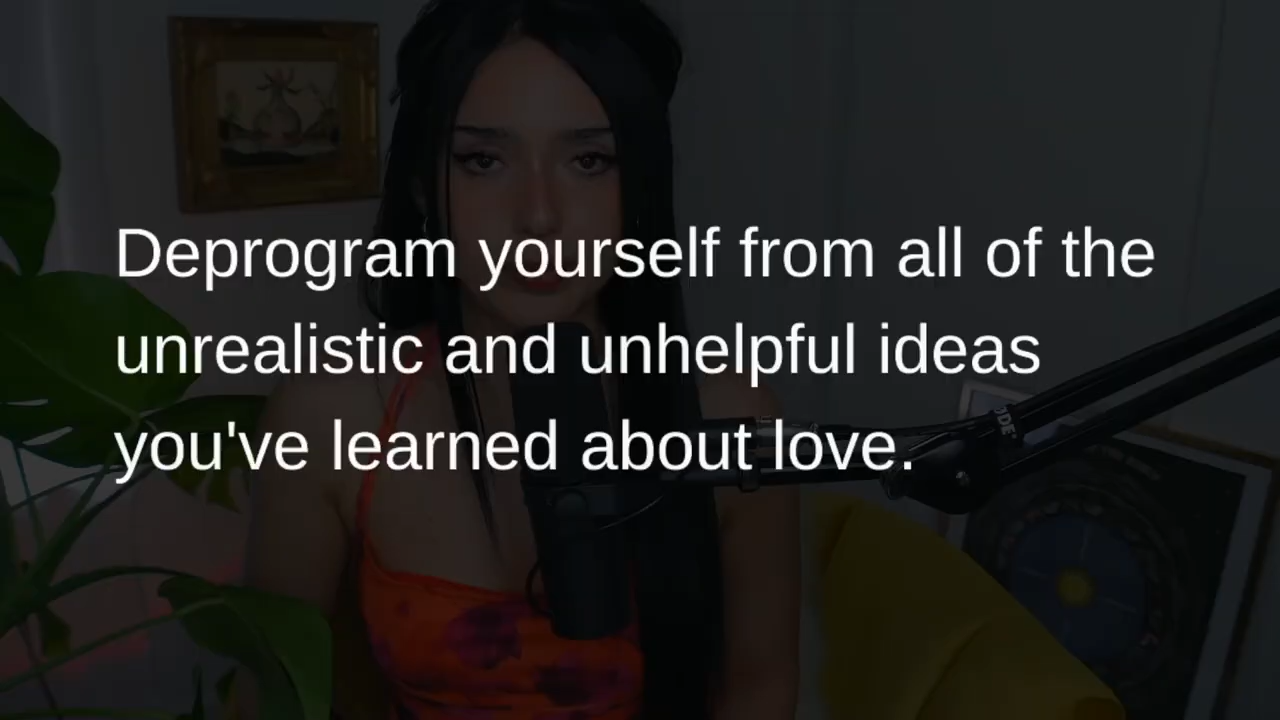 Deprogram yourself from all of the
unrealistic and unhelpful ideas
you've learned about love.